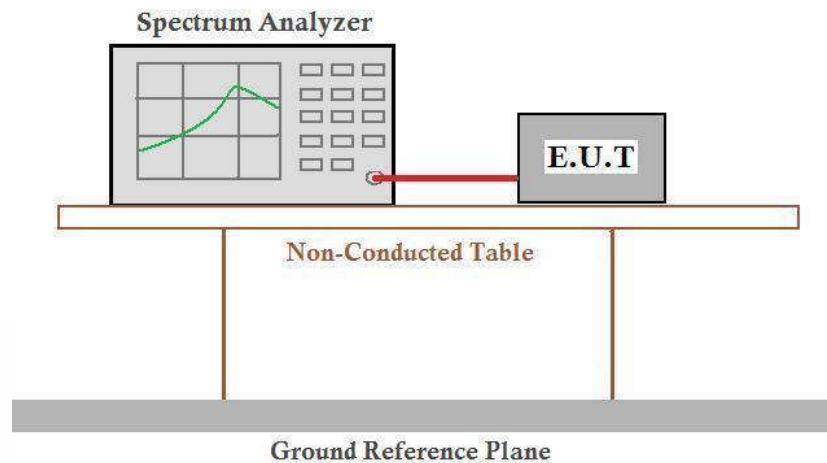 Spectrum Analyzer
E.U.T
Non-Conducted Table
Ground Reference Plane